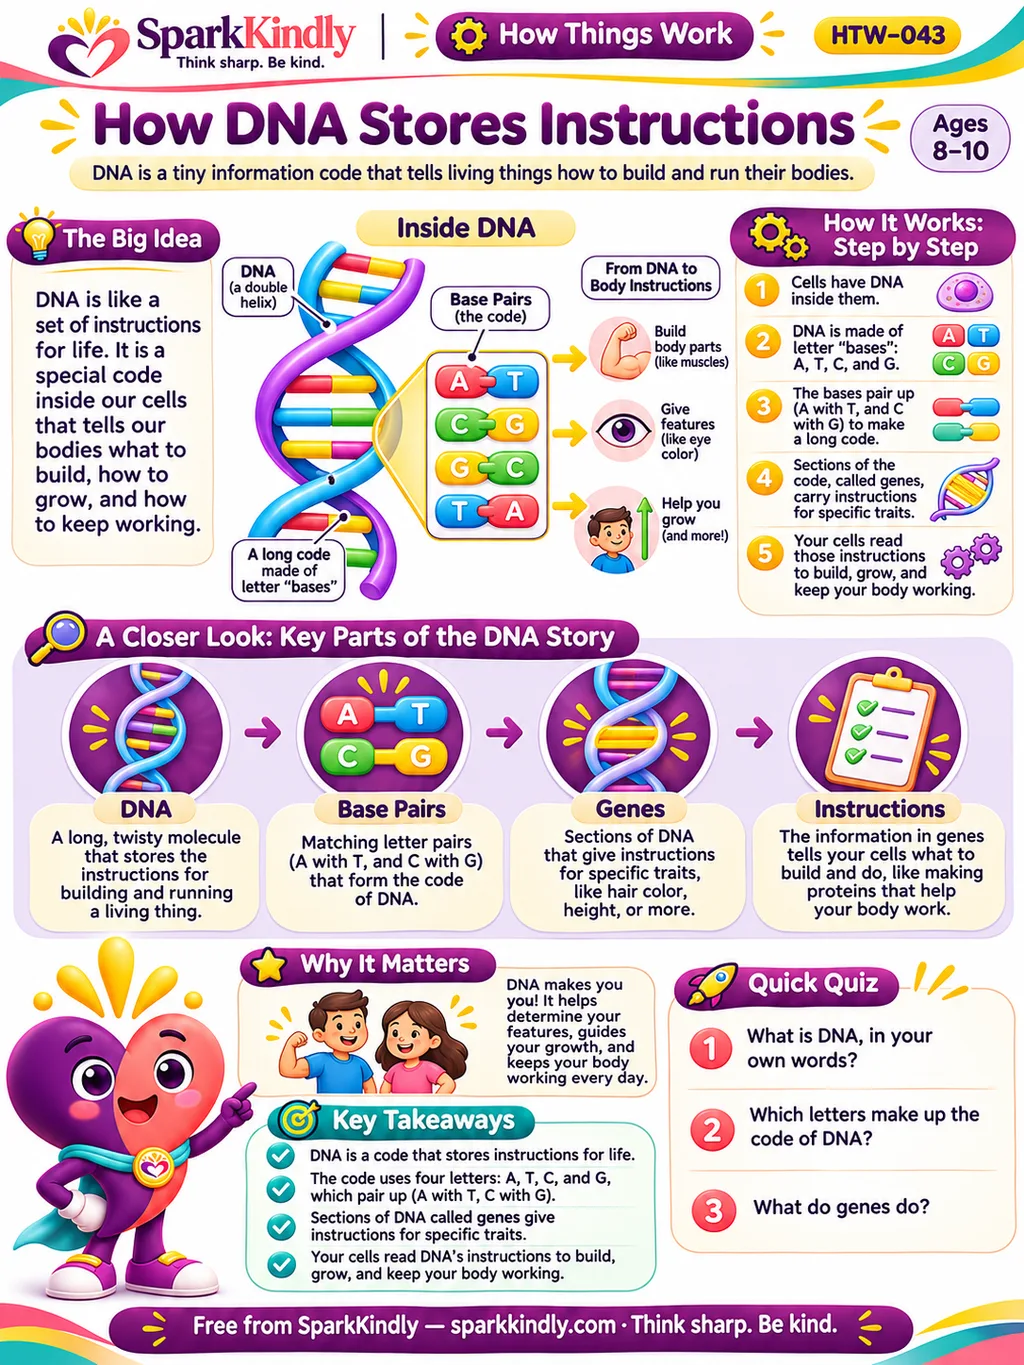 SparkKindly
Think sharp. Be kind.
How Things Work
HTW-043
How DNA Stores Instructions
Ages
8-10
DNA is a tiny information code that tells living things how to build and run their bodies.
The Big Idea
DNA is like a
set of instructions
for life. It is a
special code
inside our cells
that tells our
bodies what to
build, how to
grow, and how
to keep working.
Inside DNA
DNA
(a double
helix)
Base Pairs
(the code)
A T
C G
G C
T A
A long code
made of
letter "bases"
From DNA to
Body Instructions
Build
body parts
(like muscles)
Give
features
(like eye
color)
Help you
grow
(and more!)
How It Works:
Step by Step
1
Cells have DNA
inside them.
2
DNA is made of
letter "bases":
A, T, C, and G.
A T
C G
3
The bases pair up
(A with T, and C
with G) to make
a long code.
4
Sections of the
code, called genes,
carry instructions
for specific traits.
5
Your cells read
those instructions
to build, grow, and
keep your body working.
A Closer Look: Key Parts of the DNA Story
DNA
A long, twisty molecule
that stores the
instructions for
building and running
a living thing.
A T
C G
Base Pairs
Matching letter pairs
(A with T, and C with G)
that form the code
of DNA.
Genes
Sections of DNA
that give instructions
for specific traits,
like hair color,
height, or more.
Instructions
The information in genes
tells your cells what to
build and do, like making
proteins that help
your body work.
Why It Matters
DNA makes you
you! It helps
determine your
features, guides
your growth, and
keeps your body
working every day.
Key Takeaways
DNA is a code that stores instructions for life.
The code uses four letters: A, T, C, and G,
which pair up (A with T, C with G).
Sections of DNA called genes give
instructions for specific traits.
Your cells read DNA's instructions to build,
grow, and keep your body working.
Quick Quiz
1
What is DNA, in your
own words?
2
Which letters make up the
code of DNA?
3
What do genes do?
Free from SparkKindly — sparkkindly.com · Think sharp. Be kind.